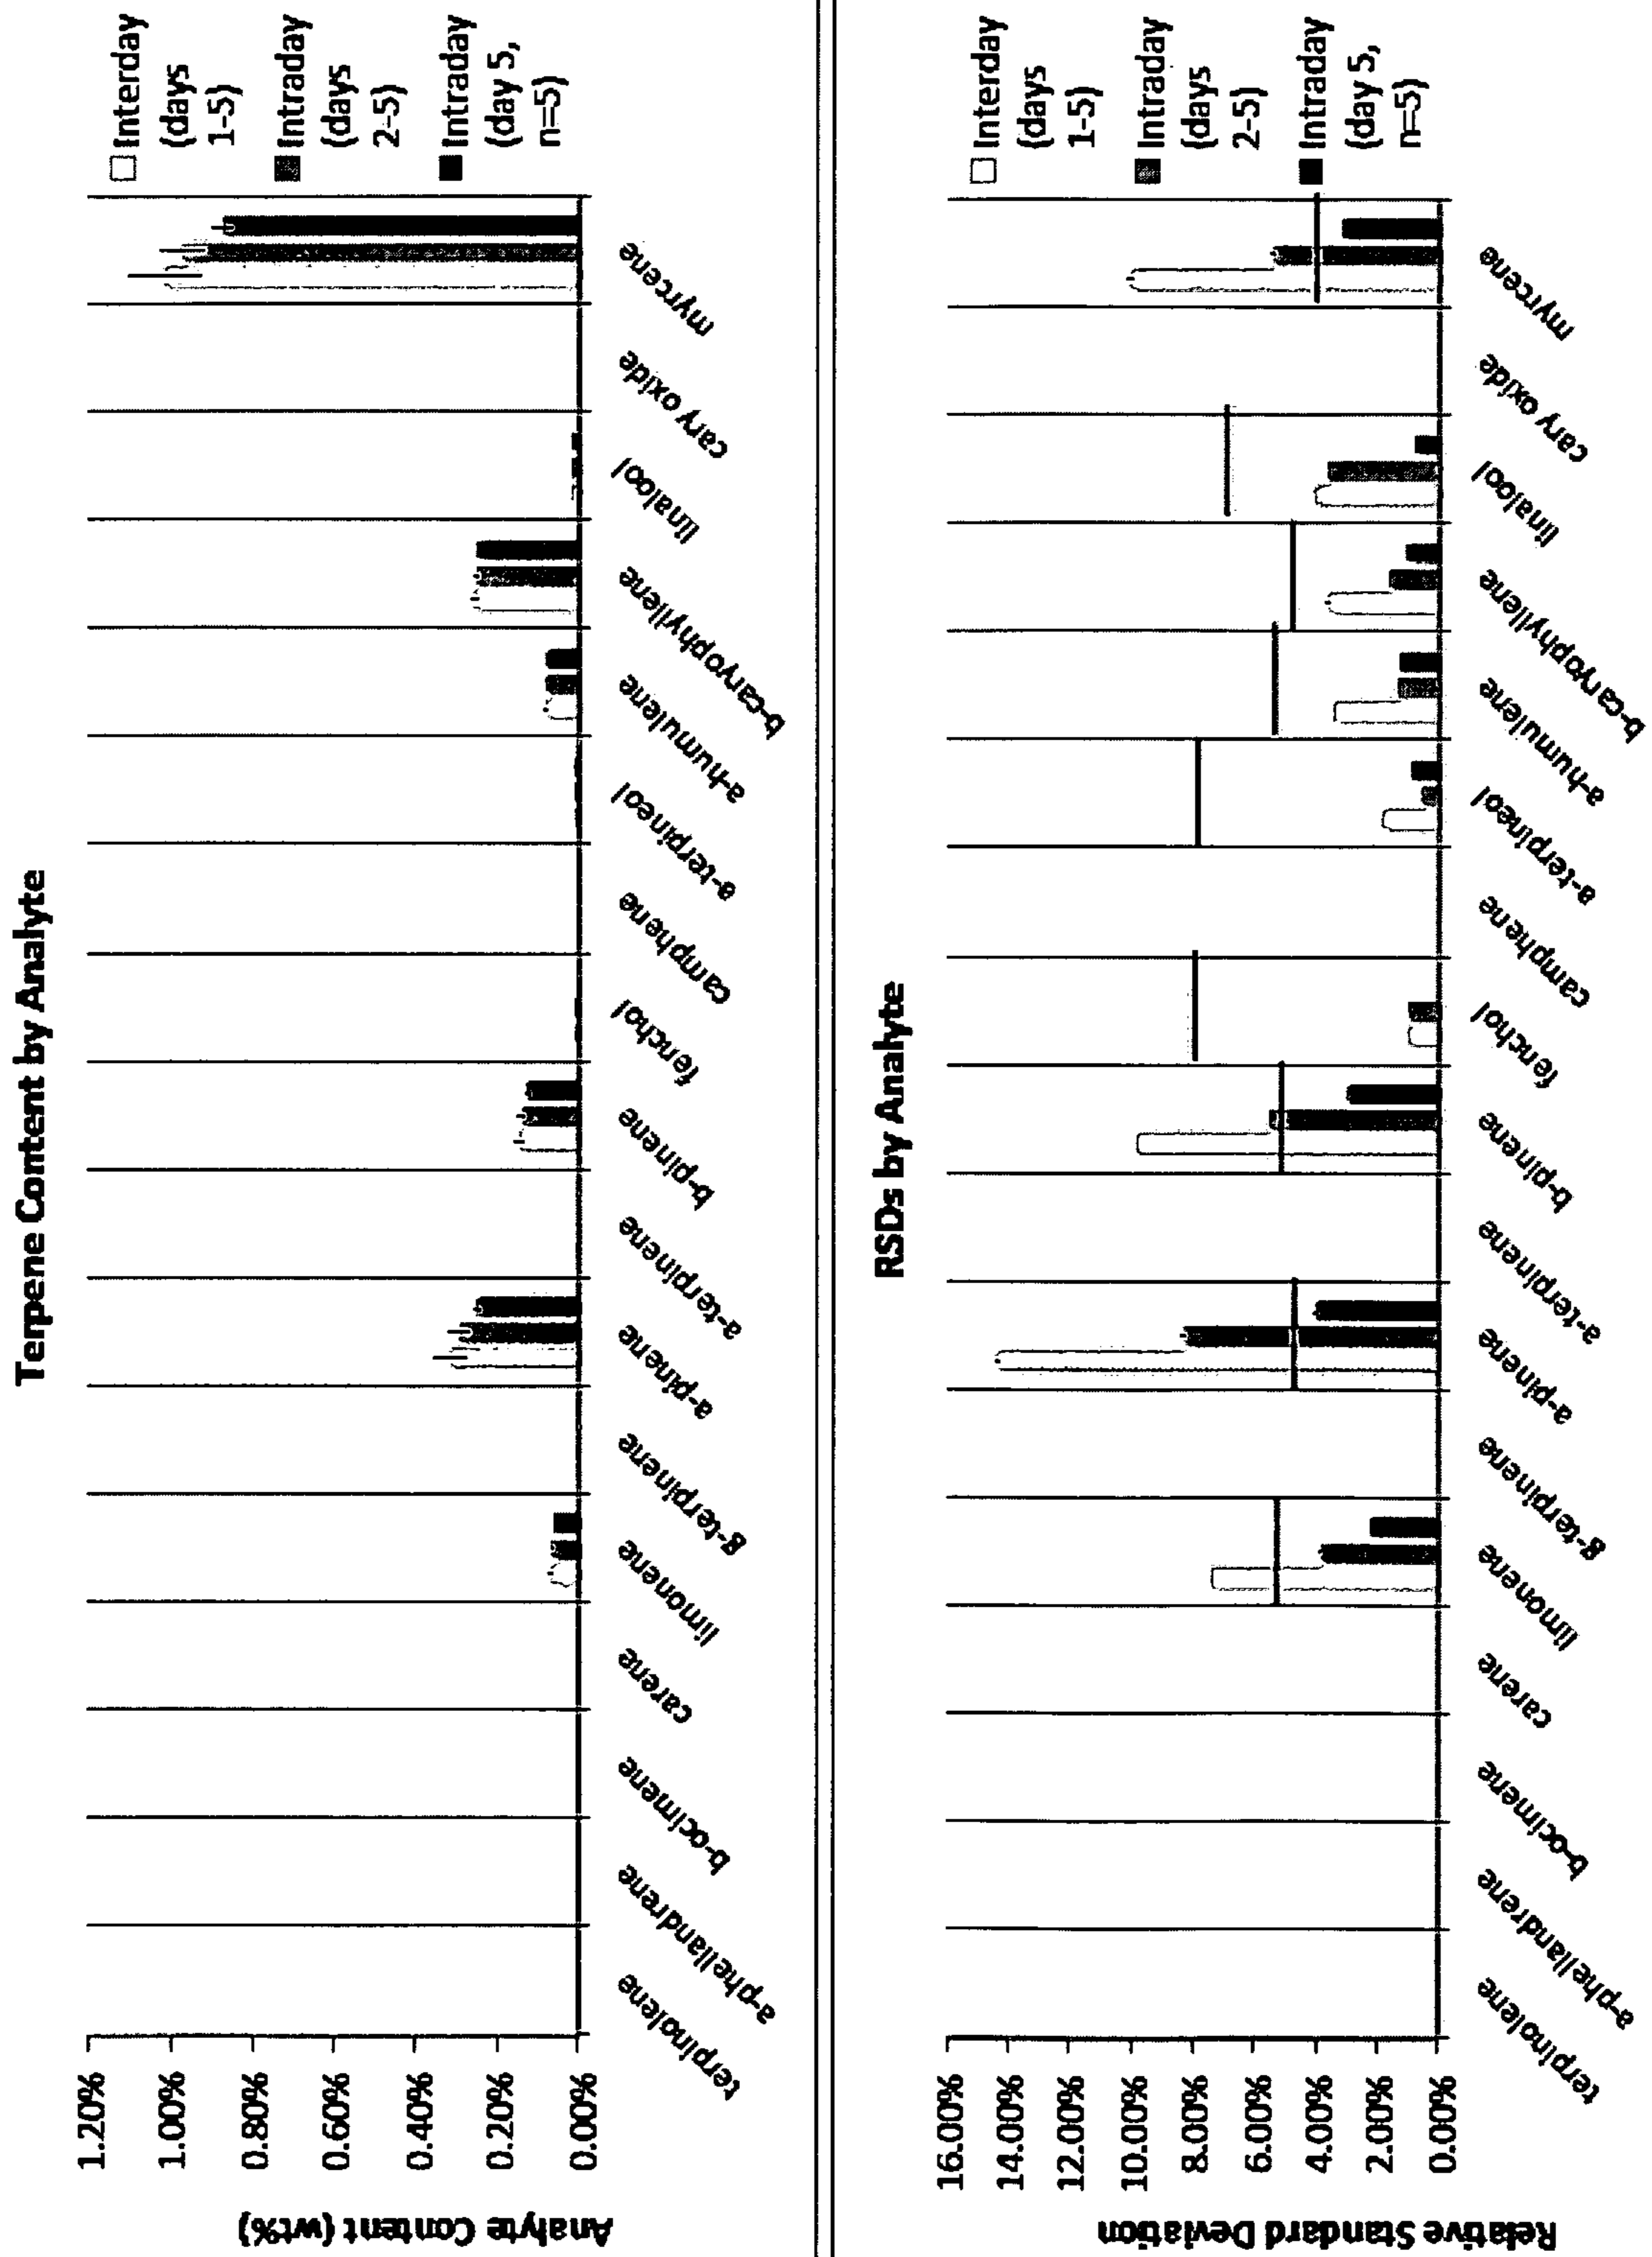 Terpene Content by Analyte
Analyte Content (wt%)
1.20%
1.00%
0.80%
0.60%
0.40%
0.20%
0.00%
terpinolene
a-phellandrene
b-ocimene
carene
limonene
g-terpinene
a-pinene
a-terpinene
b-pinene
fenchol
camphene
a-terpineol
a-humulene
b-caryophyllene
linalool
cary oxide
myrcene
Interday
(days
1-5)
Intraday
(days
2-5)
Intraday
(day 5,
n=5)
RSDs by Analyte
Relative Standard Deviation
16.00%
14.00%
12.00%
10.00%
8.00%
6.00%
4.00%
2.00%
0.00%
terpinolene
a-phellandrene
b-ocimene
carene
limonene
g-terpinene
a-pinene
a-terpinene
b-pinene
fenchol
camphene
a-terpineol
a-humulene
b-caryophyllene
linalool
cary oxide
myrcene
Interday
(days
1-5)
Intraday
(days
2-5)
Intraday
(day 5,
n=5)